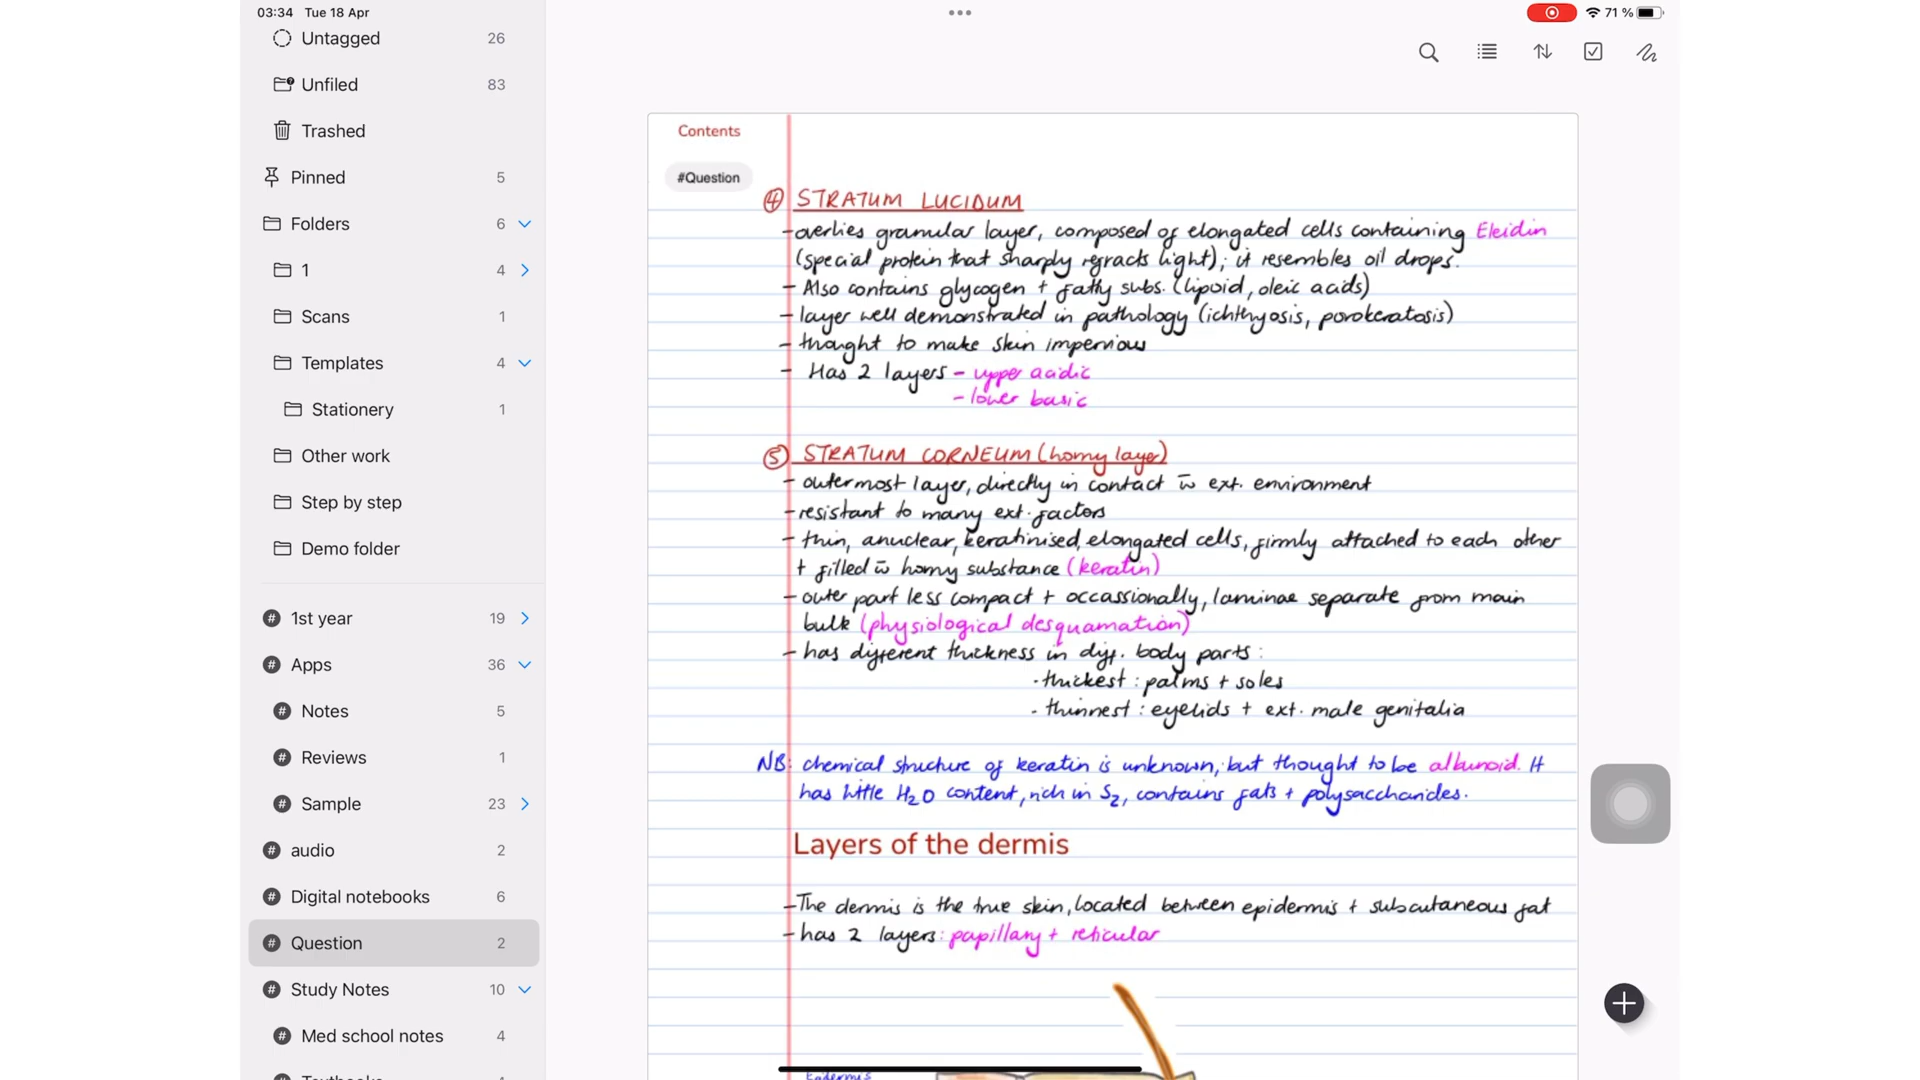 03:34 Tue 18 Apr
71 %
Untagged 26
Unfiled 83
Trashed
Pinned 5
Folders 6
1 4
Scans 1
Templates 4
Stationery 1
Other work
Step by step
Demo folder
1st year 19
Apps 36
Notes 5
Reviews 1
Sample 23
audio 2
Digital notebooks 6
Question 2
Study Notes 10
Med school notes 4
Contents
#Question
④ STRATUM LUCIDUM
- overlies granular layer, composed of elongated cells containing Eleidin
(special protein that sharply regracts light); it resembles oil drops.
- Also contains glycogen + fatty subs. (lipoid, oleic acids)
- layer well demonstrated in pathology (ichthyosis, porokeratosis)
- thought to make skin impervious
- Has 2 layers - upper acidic
- lower basic
⑤ STRATUM CORNEUM (horny layer)
- outermost layer, directly in contact w̄ ext. environment
- resistant to many ext. factors
- thin, anuclear, keratinised, elongated cells, firmly attached to each other
+ filled w̄ horny substance (keratin)
- outer part less compact + occassionally, laminae separate from main
bulk (physiological desquamation)
- has different thickness in diff. body parts:
· thickest : palms + soles
· thinnest : eyelids + ext. male genitalia
NB: chemical structure of keratin is unknown, but thought to be albunoid. It
has little H₂O content, rich in S₂, contains fats + polysaccharides.
Layers of the dermis
- The dermis is the true skin, located between epidermis + subcutaneous fat
- has 2 layers: papillary + reticular